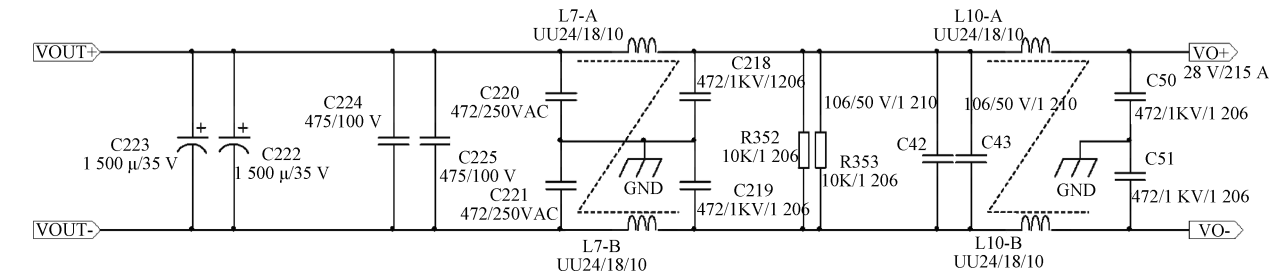 L7-A
UU24/18/10
L10-A
UU24/18/10
VOUT+
VO+
28 V/215 A
C223
1 500 μ/35 V
C222
1 500 μ/35 V
C224
475/100 V
C225
475/100 V
C220
472/250VAC
C221
472/250VAC
GND
C218
472/1KV/1206
C219
472/1KV/1 206
R352
10K/1 206
R353
10K/1 206
106/50 V/1 210
C42
106/50 V/1 210
C43
GND
C50
472/1KV/1 206
C51
472/1 KV/1 206
VOUT-
VO-
L7-B
UU24/18/10
L10-B
UU24/18/10